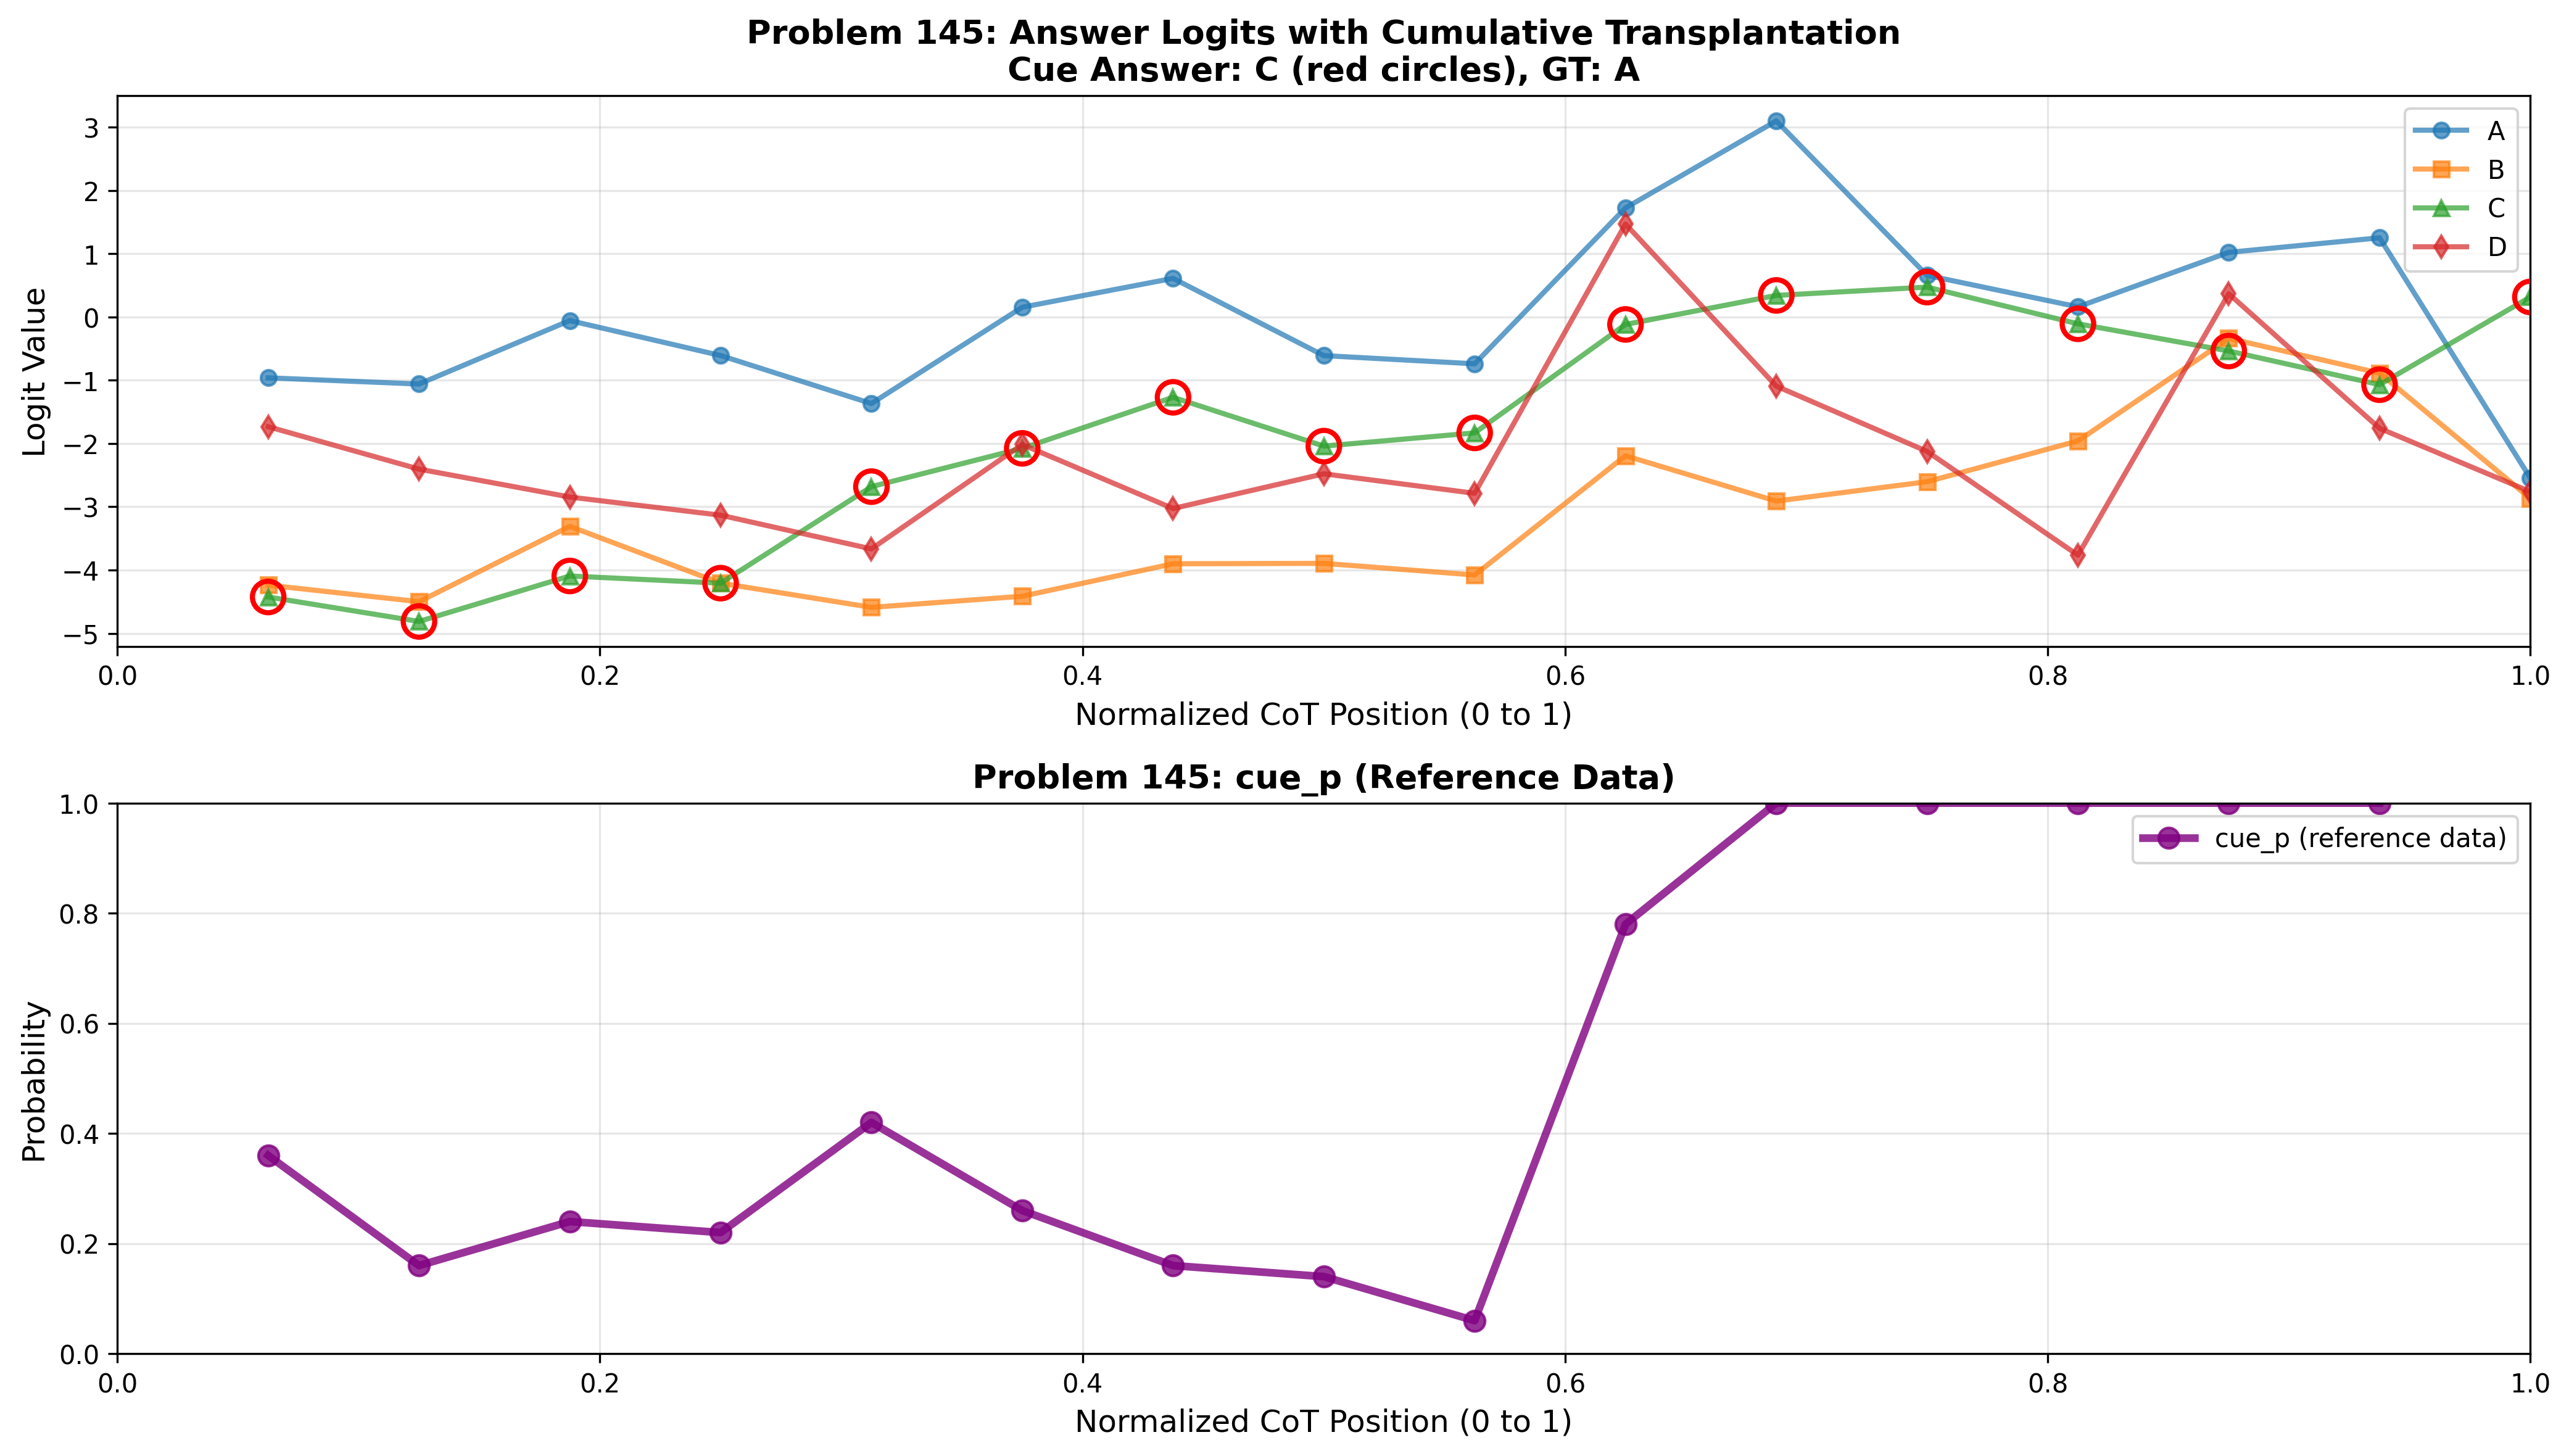 Problem 145: Answer Logits with Cumulative Transplantation
Cue Answer: C (red circles), GT: A
Logit Value
3
2
1
0
−1
−2
−3
−4
−5
A
B
C
D
0.0 0.2 0.4 0.6 0.8 1.0
Normalized CoT Position (0 to 1)
Problem 145: cue_p (Reference Data)
Probability
1.0
0.8
0.6
0.4
0.2
0.0
cue_p (reference data)
0.0 0.2 0.4 0.6 0.8 1.0
Normalized CoT Position (0 to 1)